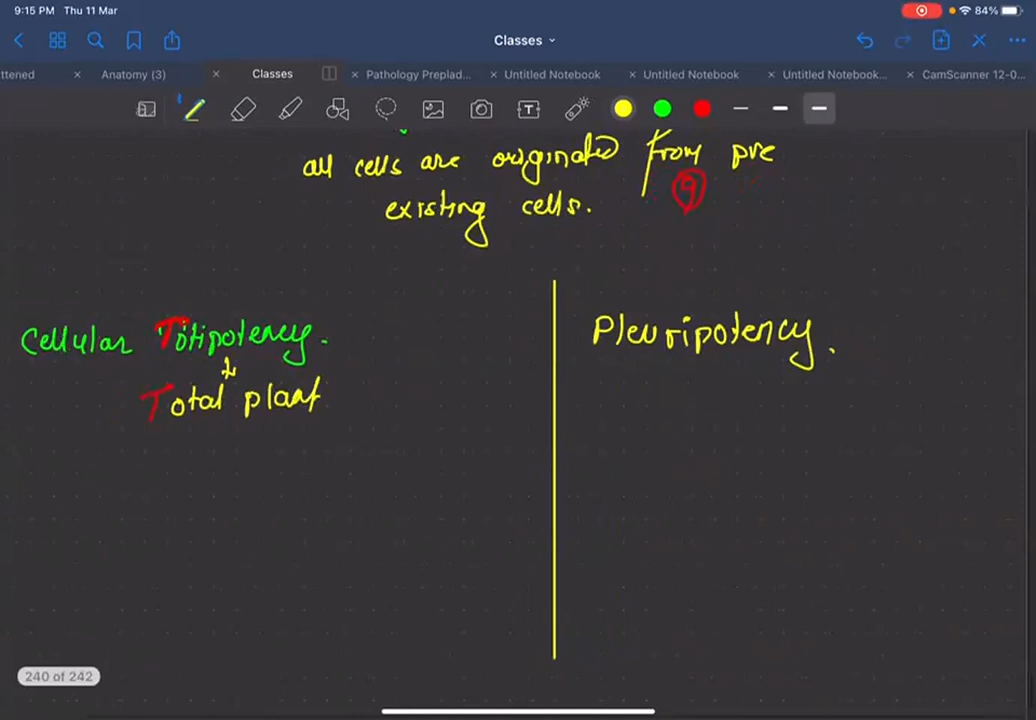 9:15 PM Thu 11 Mar
84%
Classes
ttened
Anatomy (3)
Classes
Pathology Preplad...
Untitled Notebook
Untitled Notebook
Untitled Notebook...
CamScanner 12-0...
all cells are originated from pre
existing cells.
9
Cellular Totipotency.
Total plant
Pleuripotency.
240 of 242